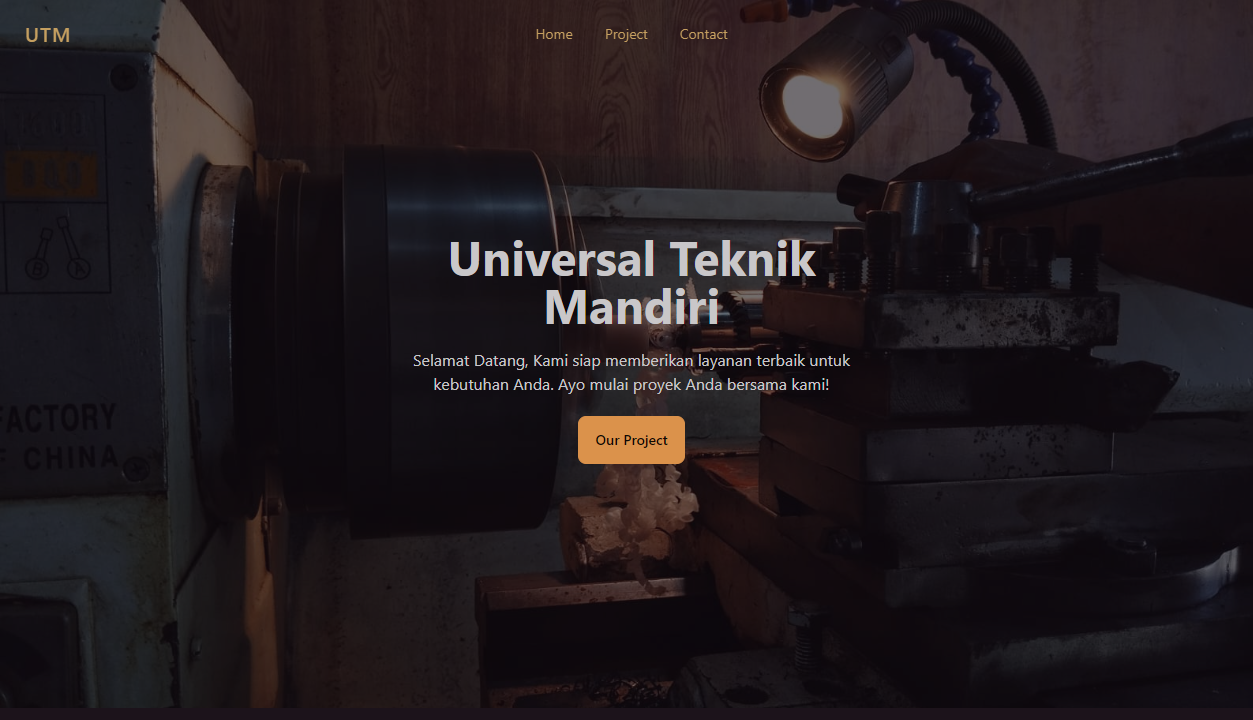 UTM
Home Project Contact
Universal Teknik
Mandiri
Selamat Datang, Kami siap memberikan layanan terbaik untuk
kebutuhan Anda. Ayo mulai proyek Anda bersama kami!
Our Project
FACTORY
CHINA
B A